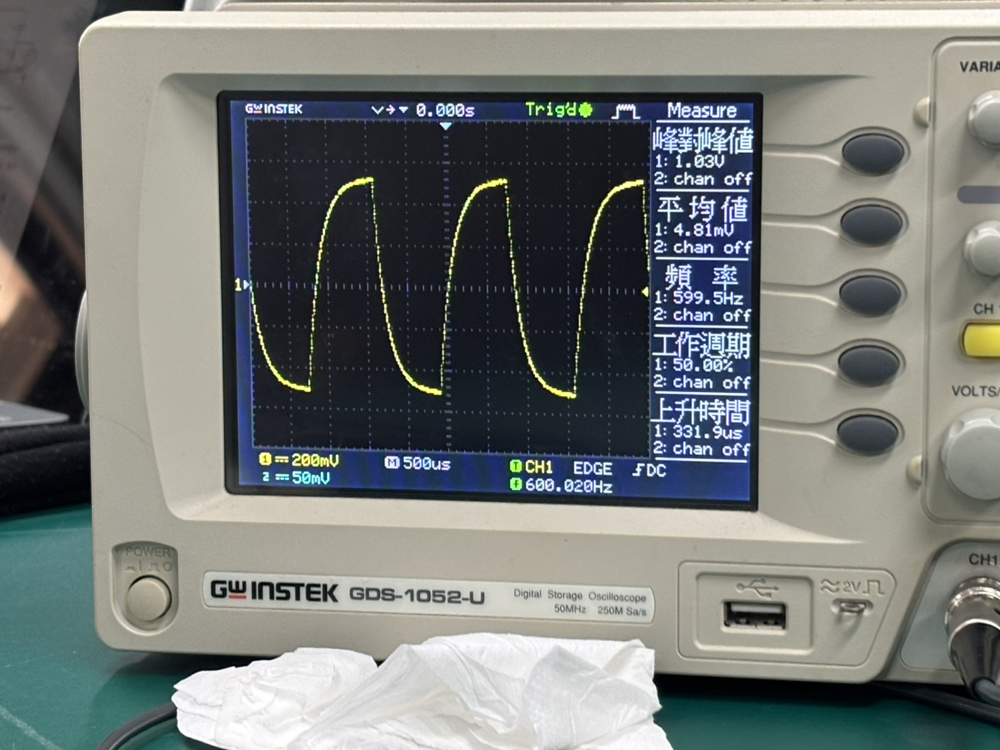 GW INSTEK 0.000s Trig'd Measure
峰對峰值
1: 1.03V
2: chan off
平均值
1: 4.81mV
2: chan off
頻率
1: 599.5Hz
2: chan off
工作週期
1: 50.00%
2: chan off
上升時間
1: 331.9us
2: chan off
1
1 200mV M 500us T CH1 EDGE DC
2 50mV f 600.020Hz
VARIA
CH
VOLTS/
POWER
GW INSTEK GDS-1052-U
Digital Storage Oscilloscope
50MHz 250M Sa/s
2V
CH1